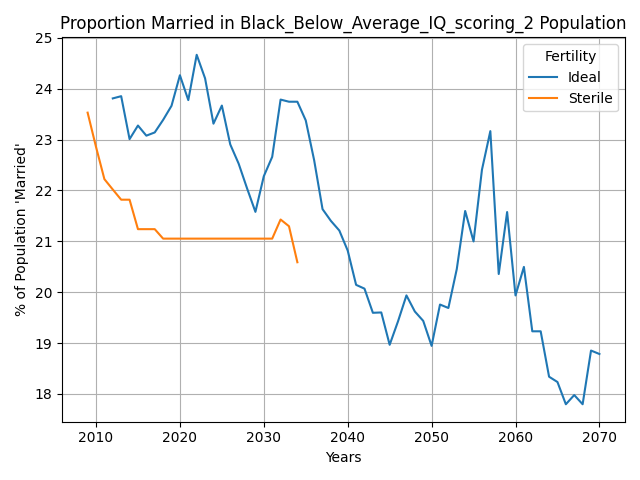 Proportion Married in Black_Below_Average_IQ_scoring_2 Population
% of Population 'Married'
25
24
23
22
21
20
19
18
Fertility
Ideal
Sterile
2010 2020 2030 2040 2050 2060 2070
Years